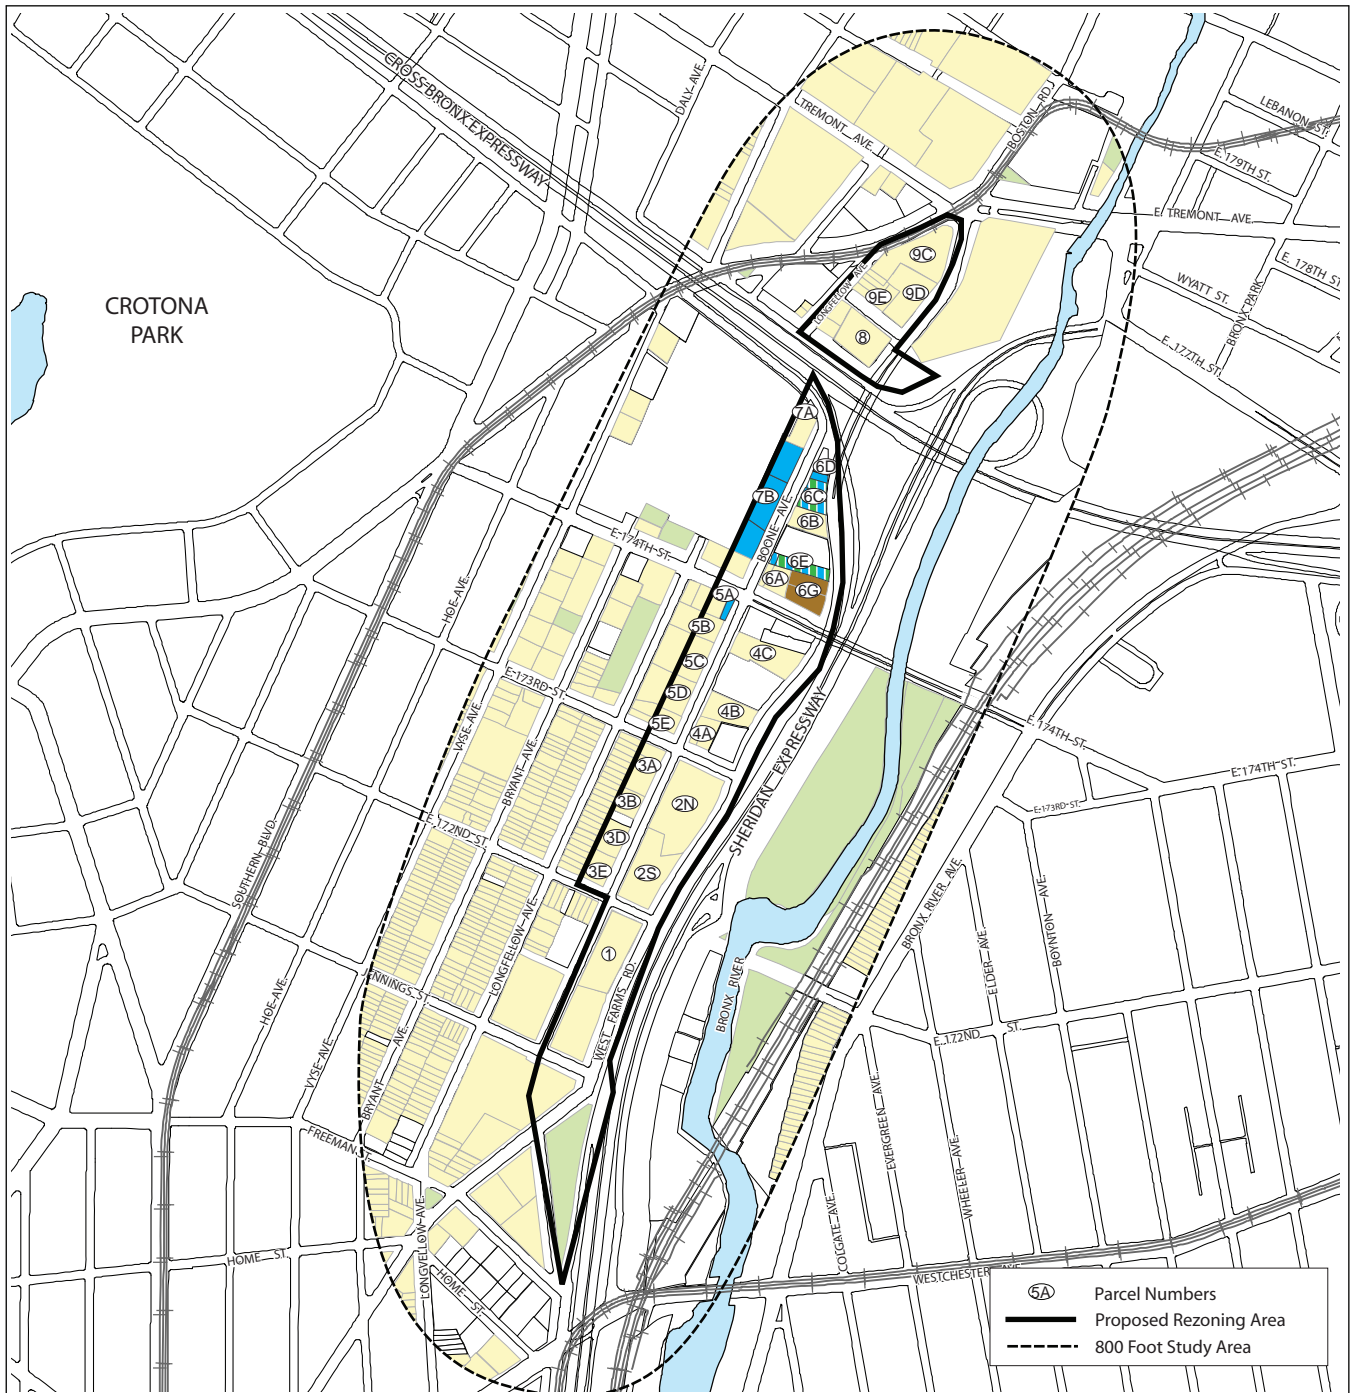 CROSS BRONX EXPRESSWAY
DALY AVE.
TREMONT AVE.
BOSTON RD.
LEBANON ST.
E. 179TH ST.
E. TREMONT AVE.
E. 178TH ST.
WYATT ST.
BRONX PARK
E. 177TH ST.
CROTONA
PARK
LONGFELLOW AVE.
9C
9D
9E
8
7A
6D
7B
6C
6B
BOONE AVE.
6E
6A
6G
E. 174TH ST.
5A
5B
4C
5C
5D
4B
5E
4A
HOE AVE.
E. 173RD ST.
VYSE AVE.
BRYANT AVE.
3A
2N
3B
3D
3E
2S
SHERIDAN EXPRESSWAY
E. 174TH ST.
E. 174TH ST.
E. 173RD ST.
E. 172ND ST.
SOUTHERN BLVD.
BRONX RIVER AVE.
BOYNTON AVE.
ELDER AVE.
LONGFELLOW AVE.
1
WEST FARMS RD.
BRONX RIVER
JENNINGS ST.
HOE AVE.
VYSE AVE.
BRYANT AVE.
E. 172ND ST.
FREEMAN ST.
EVERGREEN AVE.
WHEELER AVE.
COLGATE AVE.
HOME ST.
LONGVELLOW AVE.
HOME ST.
WESTCHESTER AVE.
5A Parcel Numbers
Proposed Rezoning Area
800 Foot Study Area